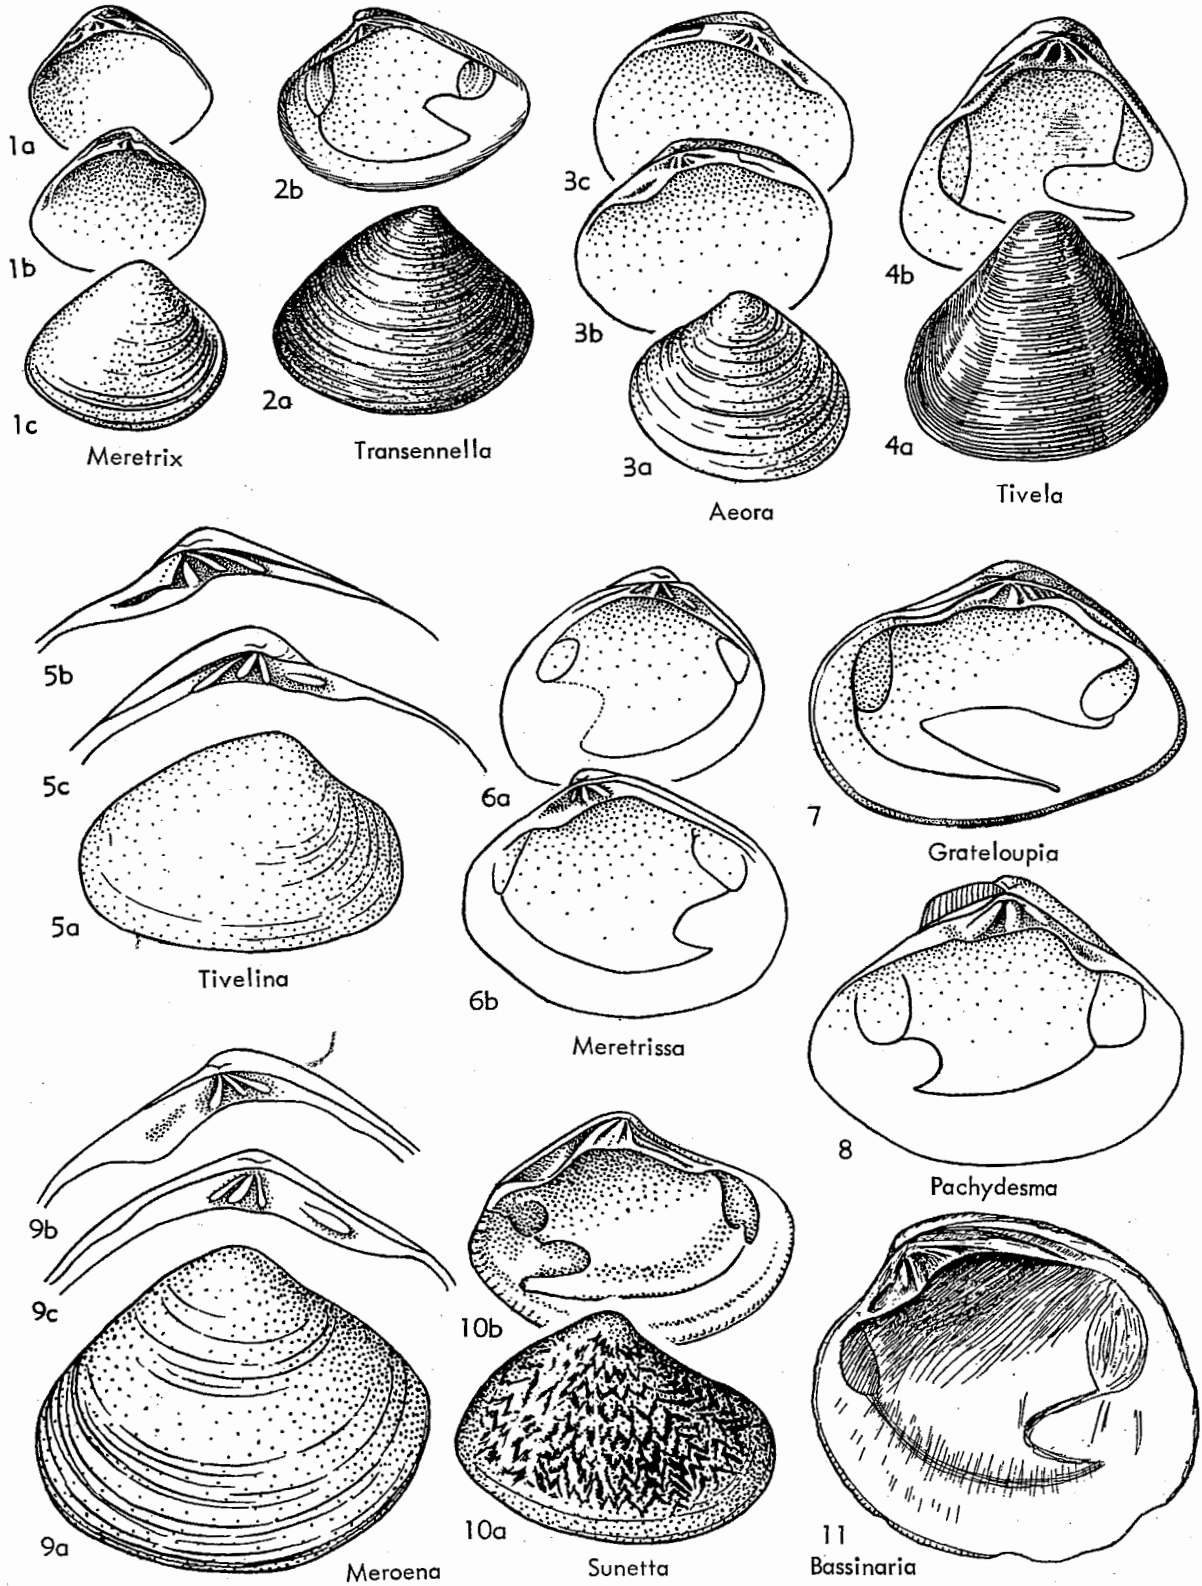 1a
1b
1c
Meretrix
2b
2a
Transennella
3c
3b
3a
Aeora
4b
4a
Tivela
5b
5c
5a
Tivelina
6a
6b
Meretrissa
7
Grateloupia
8
Pachydesma
9b
9c
9a
Meroena
10b
10a
Sunetta
11
Bassinaria